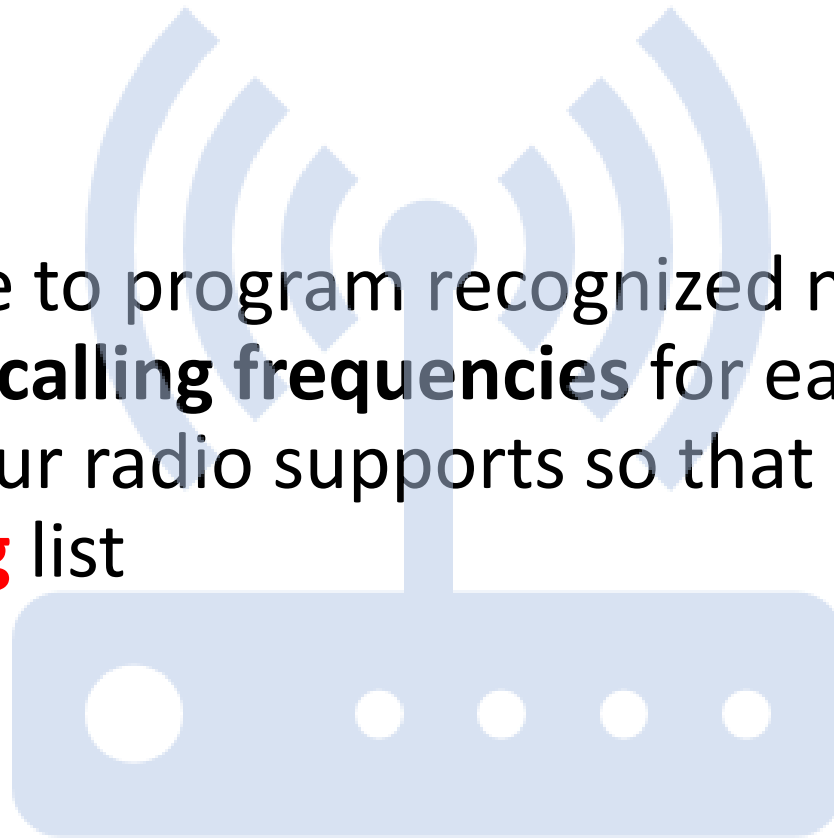 e to program recognized n
calling frequencies for ea
ur radio supports so that
g list